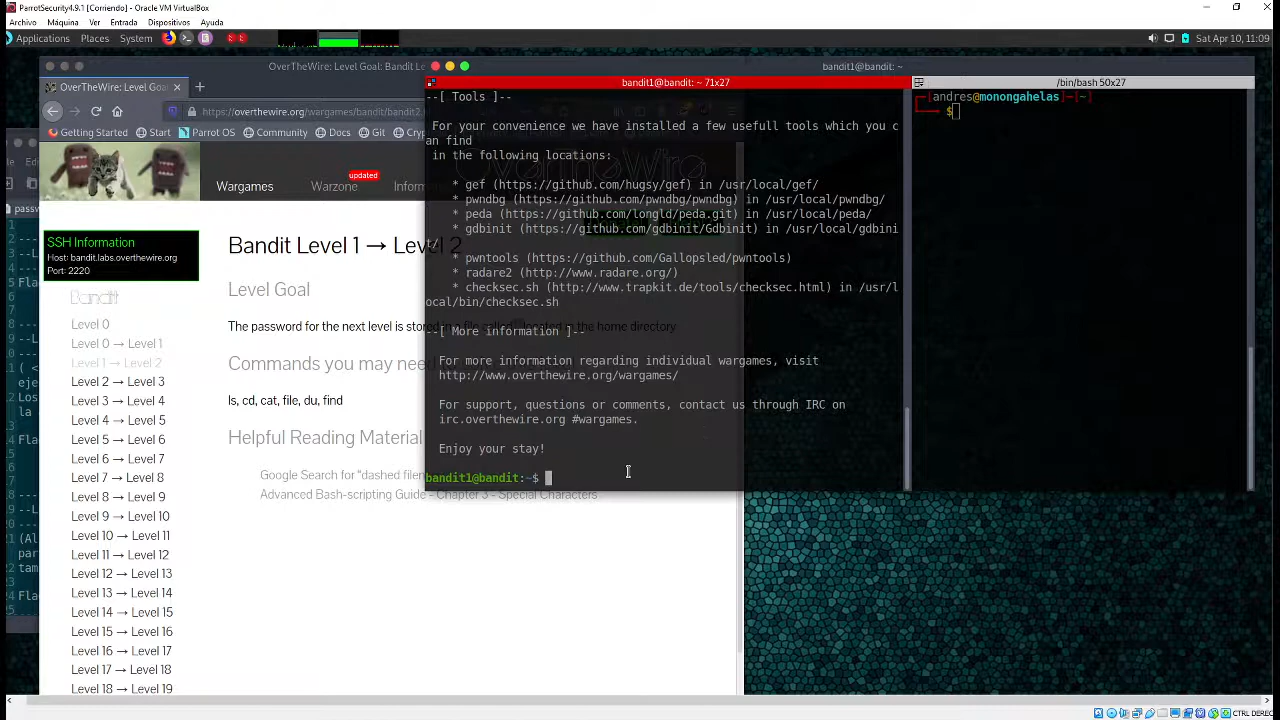 ParrotSecurity4.9.1 [Corriendo] - Oracle VM VirtualBox
Archivo Máquina Ver Entrada Dispositivos Ayuda
Applications Places System
Sat Apr 10, 11:09
OverTheWire: Level Goal: Bandit Lev
bandit1@bandit: ~
OverTheWire: Level Goal:
https://overthewire.org/wargames/bandit/bandit2.
Getting Started Start Parrot OS Community Docs Git Cryp
Wargames Warzone updated Inform
SSH Information
Host: bandit.labs.overthewire.org
Port: 2220
Bandit
Level 0
Level 0 → Level 1
Level 1 → Level 2
Level 2 → Level 3
Level 3 → Level 4
Level 4 → Level 5
Level 5 → Level 6
Level 6 → Level 7
Level 7 → Level 8
Level 8 → Level 9
Level 9 → Level 10
Level 10 → Level 11
Level 11 → Level 12
Level 12 → Level 13
Level 13 → Level 14
Level 14 → Level 15
Level 15 → Level 16
Level 16 → Level 17
Level 17 → Level 18
Level 18 → Level 19
Bandit Level 1 → Level 2
Level Goal
The password for the next level is stored in a file called - located in the home directory
Commands you may need
ls, cd, cat, file, du, find
Helpful Reading Material
Google Search for "dashed filen
Advanced Bash-scripting Guide - Chapter 3 - Special Characters
bandit1@bandit: ~ 71x27
--[ Tools ]--
For your convenience we have installed a few usefull tools which you c
an find
in the following locations:
* gef (https://github.com/hugsy/gef) in /usr/local/gef/
* pwndbg (https://github.com/pwndbg/pwndbg) in /usr/local/pwndbg/
* peda (https://github.com/longld/peda.git) in /usr/local/peda/
* gdbinit (https://github.com/gdbinit/Gdbinit) in /usr/local/gdbini
t/
* pwntools (https://github.com/Gallopsled/pwntools)
* radare2 (http://www.radare.org/)
* checksec.sh (http://www.trapkit.de/tools/checksec.html) in /usr/l
ocal/bin/checksec.sh
--[ More information ]--
For more information regarding individual wargames, visit
http://www.overthewire.org/wargames/
For support, questions or comments, contact us through IRC on
irc.overthewire.org #wargames.
Enjoy your stay!
bandit1@bandit:~$
/bin/bash 50x27
[andres@monongahelas]-[~]
$
CTRL DEREC